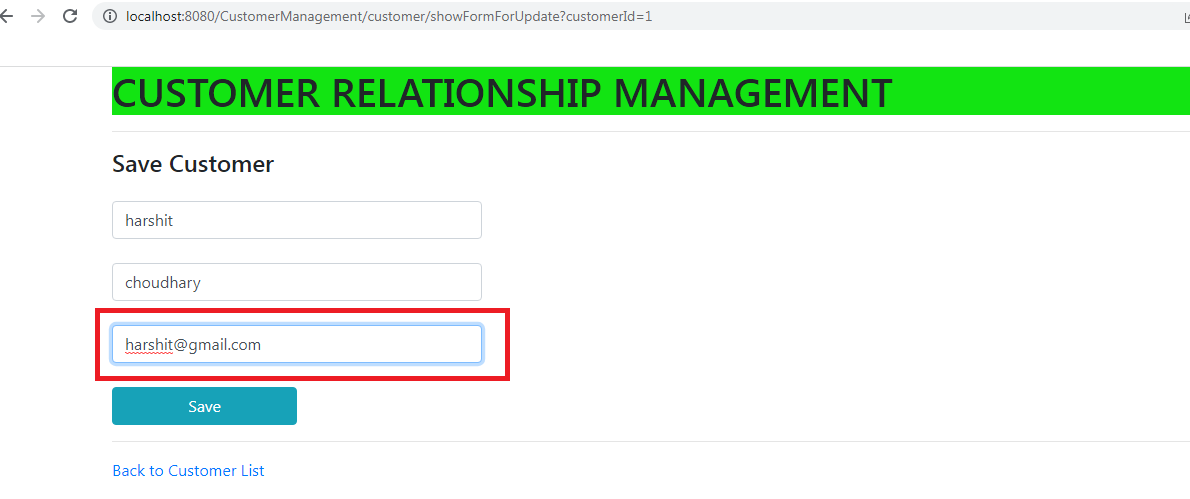 localhost:8080/CustomerManagement/customer/showFormForUpdate?customerId=1
CUSTOMER RELATIONSHIP MANAGEMENT
Save Customer
harshit
choudhary
harshit@gmail.com
Save
Back to Customer List